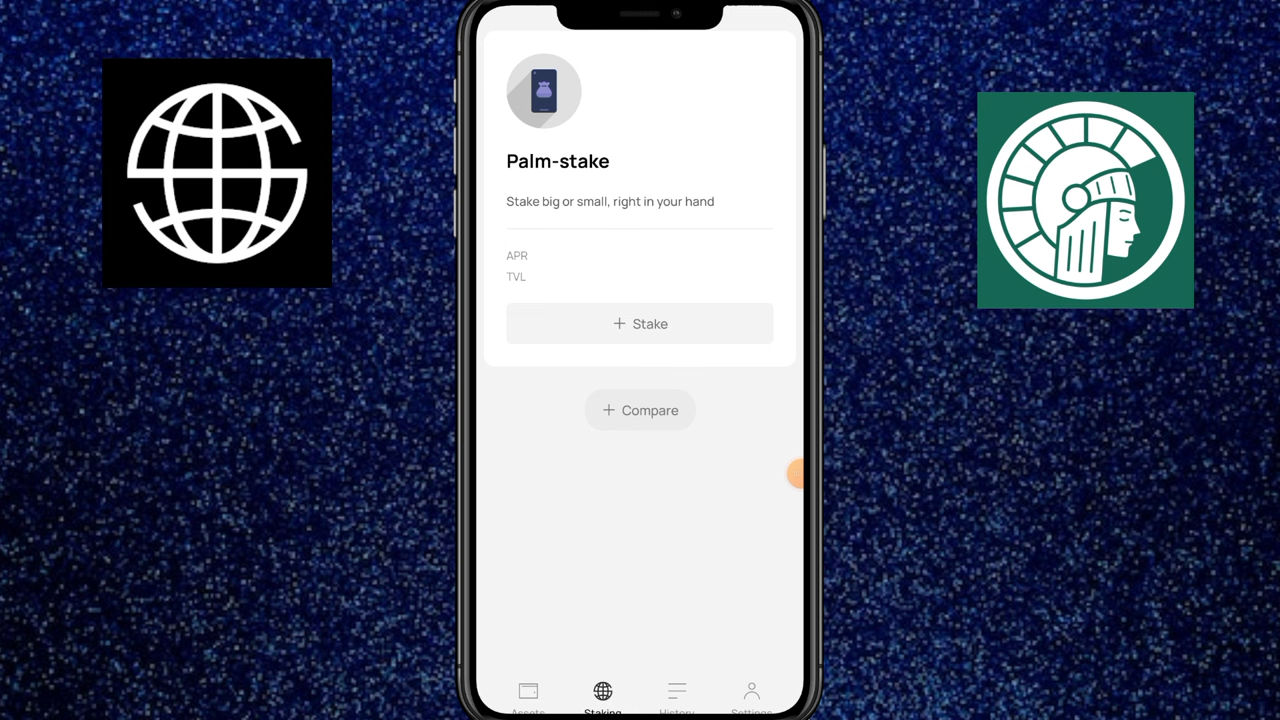 Palm-stake
Stake big or small, right in your hand
APR
TVL
+ Stake
+ Compare
Assets
Staking
History
Settings